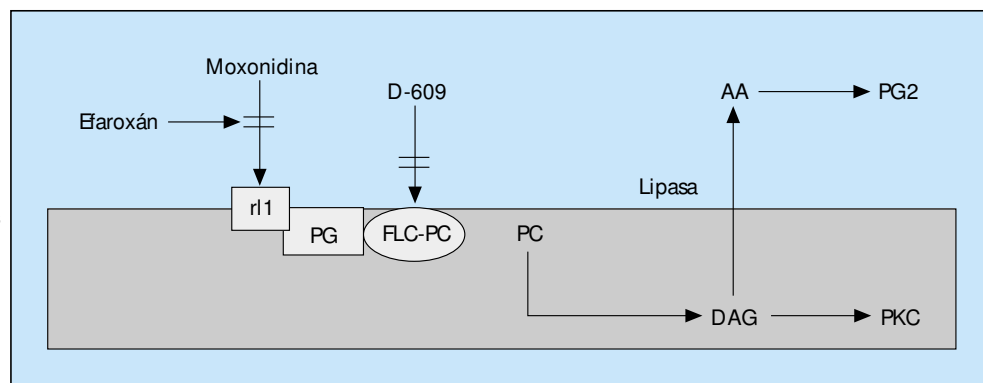 Moxonidina
D-609
AA
PG2
Efaroxán
Lipasa
rI1
PG
FLC-PC
PC
DAG
PKC